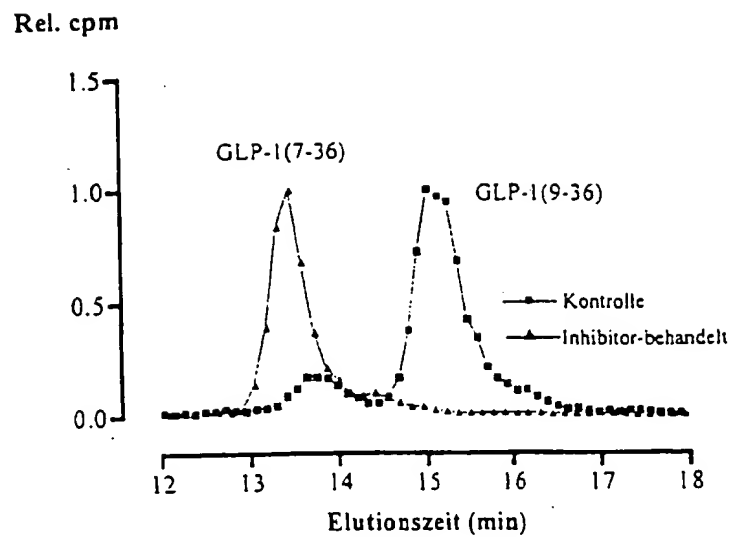 Rel. cpm
1.5
GLP-1(7-36)
1.0
GLP-1(9-36)
0.5
Kontrolle
Inhibitor-behandelt
0.0
12 13 14 15 16 17 18
Elutionszeit (min)